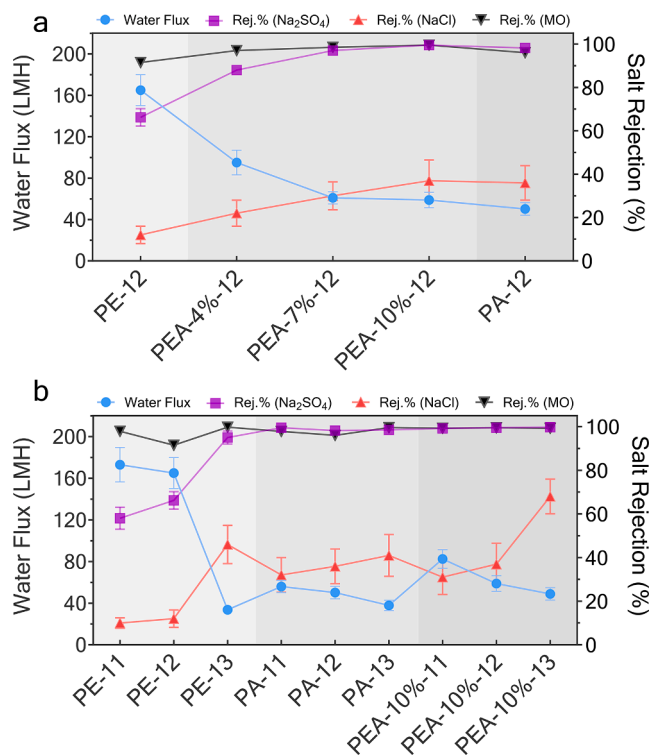 a
Water Flux Rej.% (Na₂SO₄) Rej.% (NaCl) Rej.% (MO)
Water Flux (LMH)
200
160
120
80
40
0
100
80
60
40
20
0
Salt Rejection (%)
PE-12
PEA-4%-12
PEA-7%-12
PEA-10%-12
PA-12
b
Water Flux Rej.% (Na₂SO₄) Rej.% (NaCl) Rej.% (MO)
Water Flux (LMH)
200
160
120
80
40
0
100
80
60
40
20
0
Salt Rejection (%)
PE-11
PE-12
PE-13
PA-11
PA-12
PA-13
PEA-10%-11
PEA-10%-12
PEA-10%-13